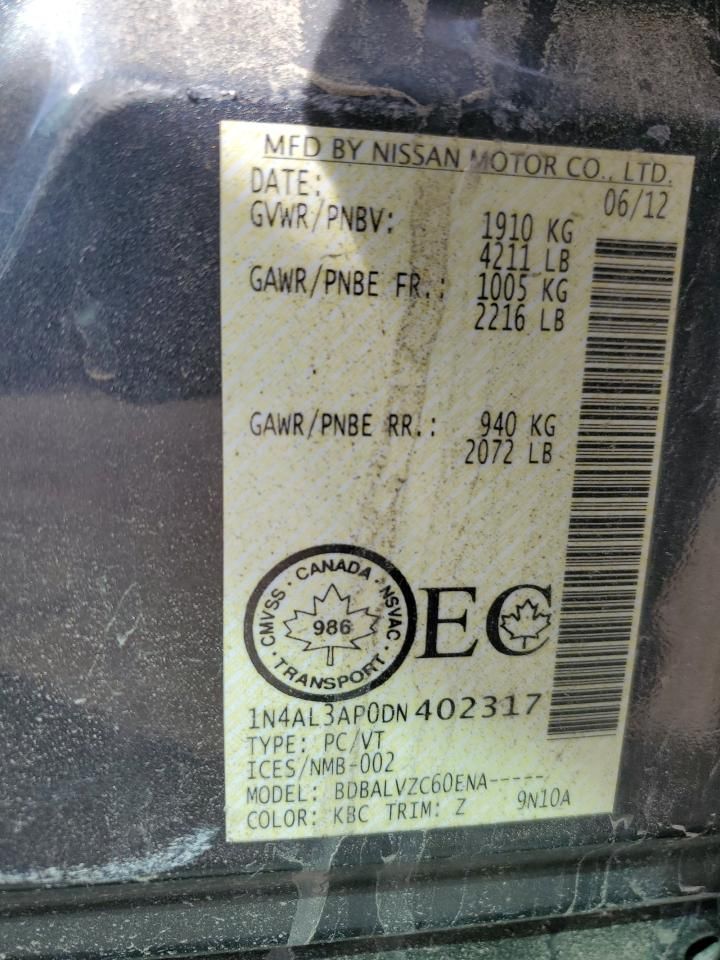 MFD BY NISSAN MOTOR CO., LTD.
DATE: 06/12
GVWR/PNBV: 1910 KG
4211 LB
GAWR/PNBE FR.: 1005 KG
2216 LB
GAWR/PNBE RR.: 940 KG
2072 LB
CMVSS · CANADA · NSVAC · TRANSPORT ·
986
EC
1N4AL3AP0DN402317
TYPE: PC/VT
ICES/NMB-002
MODEL: BDBALVZC60ENA-----
COLOR: KBC TRIM: Z 9N10A